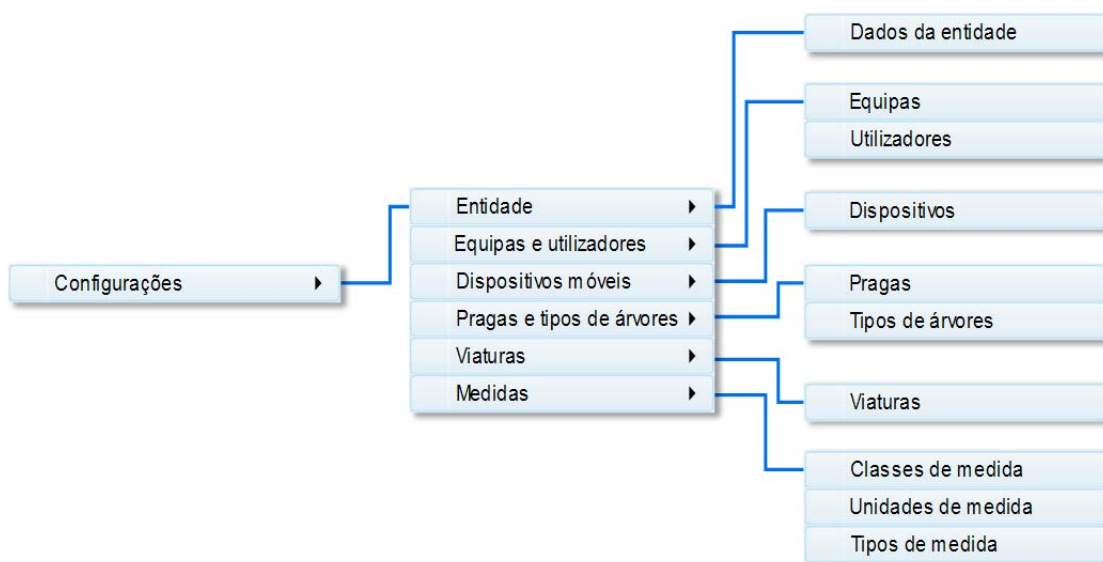 Configurações
Entidade
Equipas e utilizadores
Dispositivos móveis
Pragas e tipos de árvores
Viaturas
Medidas
Dados da entidade
Equipas
Utilizadores
Dispositivos
Pragas
Tipos de árvores
Viaturas
Classes de medida
Unidades de medida
Tipos de medida